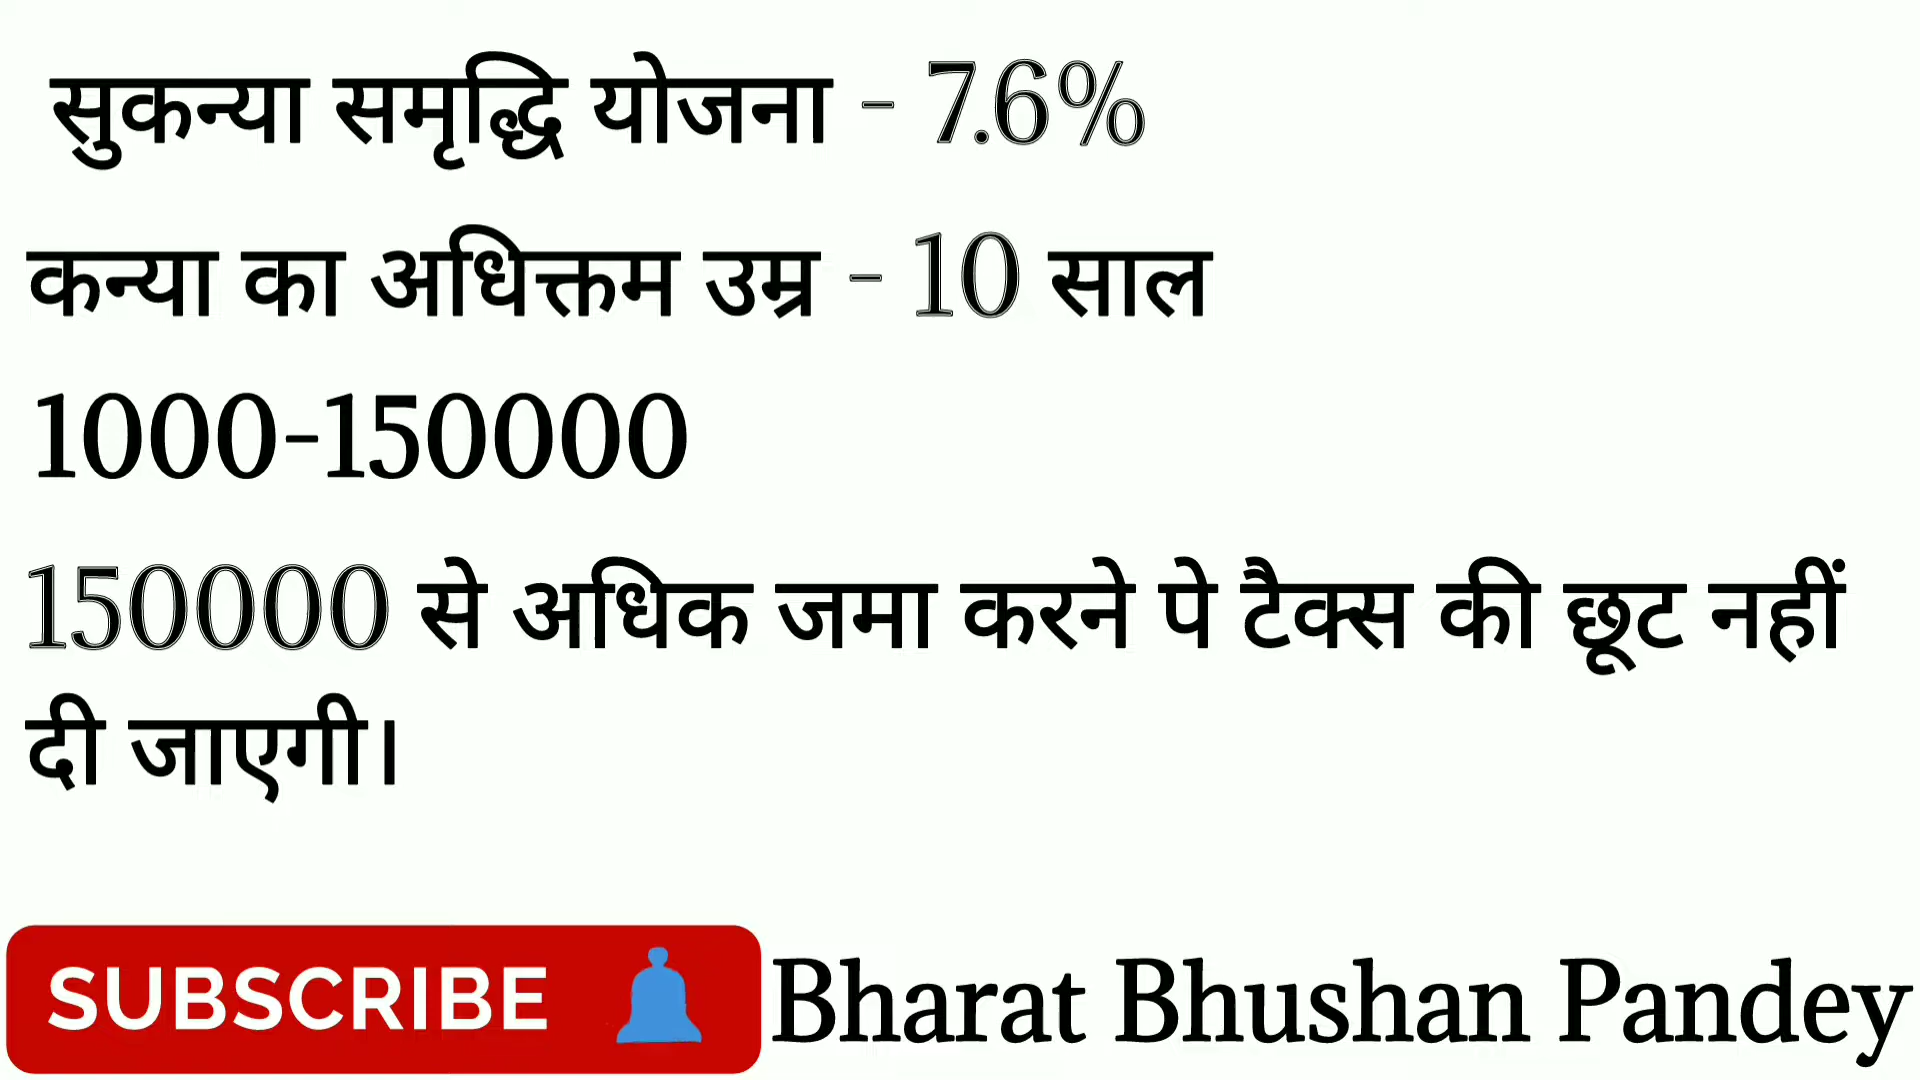 सुकन्या समृद्धि योजना - 7.6%
कन्या का अधिक्तम उम्र - 10 साल
1000-150000
150000 से अधिक जमा करने पे टैक्स की छूट नहीं
दी जाएगी।
SUBSCRIBE Bharat Bhushan Pandey